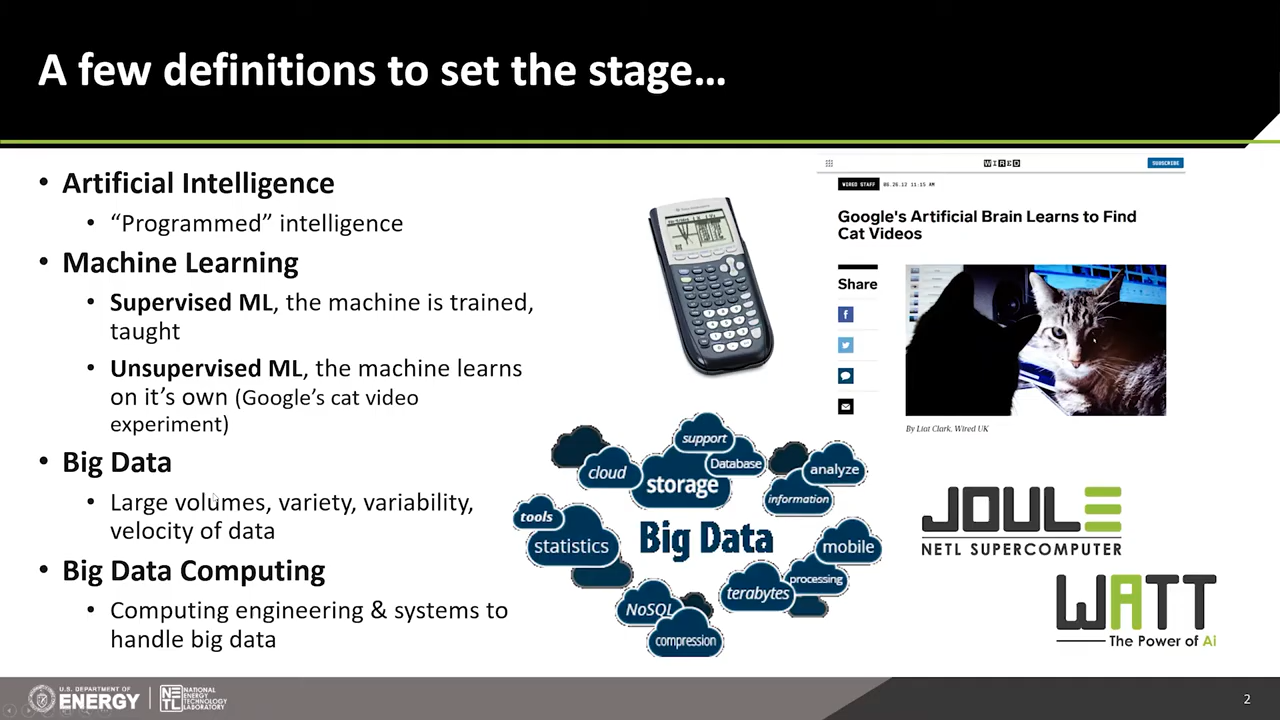 A few definitions to set the stage...
• Artificial Intelligence
• “Programmed” intelligence
• Machine Learning
• Supervised ML, the machine is trained,
taught
• Unsupervised ML, the machine learns
on it’s own (Google’s cat video
experiment)
• Big Data
• Large volumes, variety, variability,
velocity of data
• Big Data Computing
• Computing engineering & systems to
handle big data
WIRED
SUBSCRIBE
WIRED STAFF 06.26.12 11:15 AM
Google's Artificial Brain Learns to Find
Cat Videos
Share
By Liat Clark, Wired UK
support
cloud
Database
storage
analyze
information
tools
statistics
Big Data
mobile
processing
terabytes
NoSQL
compression
JOULE
NETL SUPERCOMPUTER
WATT
The Power of Ai
U.S. DEPARTMENT OF
ENERGY
NETL
NATIONAL
ENERGY
TECHNOLOGY
LABORATORY
2